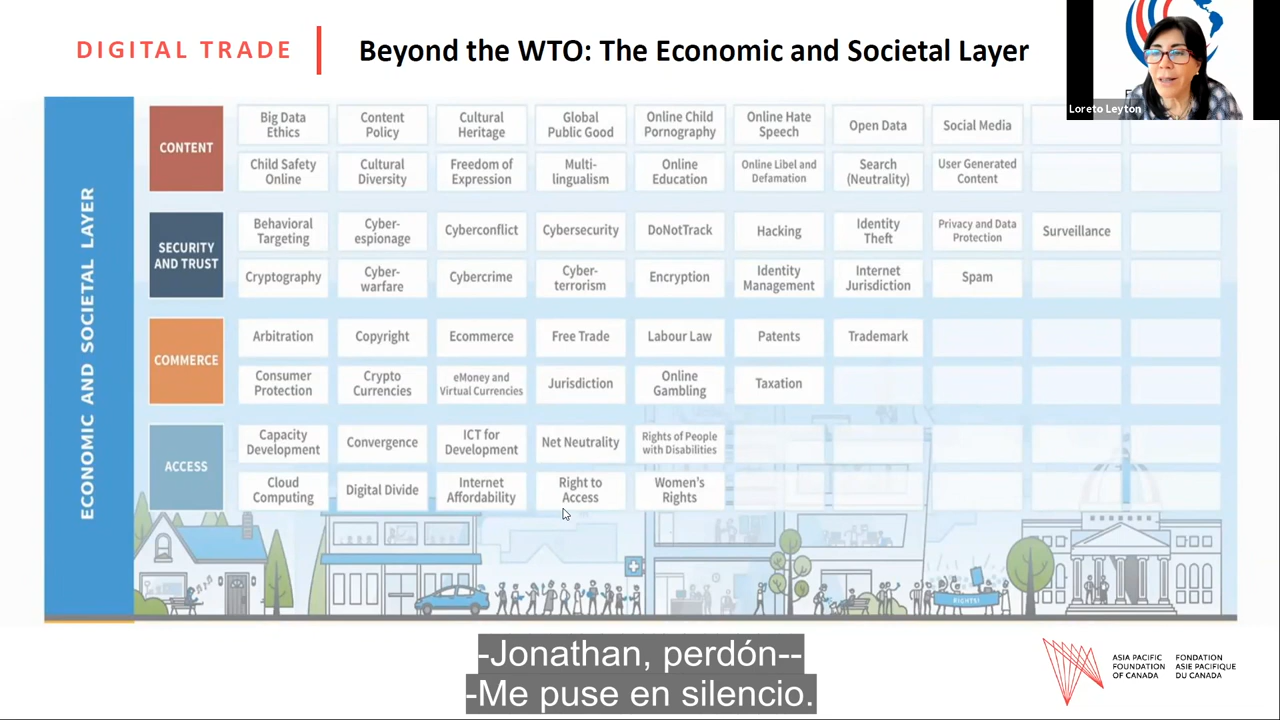 DIGITAL TRADE
Beyond the WTO: The Economic and Societal Layer
Loreto Leyton
ECONOMIC AND SOCIETAL LAYER
CONTENT
Big Data
Ethics
Content
Policy
Cultural
Heritage
Global
Public Good
Online Child
Pornography
Online Hate
Speech
Open Data
Social Media
Child Safety
Online
Cultural
Diversity
Freedom of
Expression
Multi-
lingualism
Online
Education
Online Libel and
Defamation
Search
(Neutrality)
User Generated
Content
SECURITY
AND TRUST
Behavioral
Targeting
Cyber-
espionage
Cyberconflict
Cybersecurity
DoNotTrack
Hacking
Identity
Theft
Privacy and Data
Protection
Surveillance
Cryptography
Cyber-
warfare
Cybercrime
Cyber-
terrorism
Encryption
Identity
Management
Internet
Jurisdiction
Spam
COMMERCE
Arbitration
Copyright
Ecommerce
Free Trade
Labour Law
Patents
Trademark
Consumer
Protection
Crypto
Currencies
eMoney and
Virtual Currencies
Jurisdiction
Online
Gambling
Taxation
ACCESS
Capacity
Development
Convergence
ICT for
Development
Net Neutrality
Rights of People
with Disabilities
Cloud
Computing
Digital Divide
Internet
Affordability
Right to
Access
Women's
Rights
RIGHTS!
-Jonathan, perdón--
-Me puse en silencio.
ASIA PACIFIC
FOUNDATION
OF CANADA
FONDATION
ASIE PACIFIQUE
DU CANADA